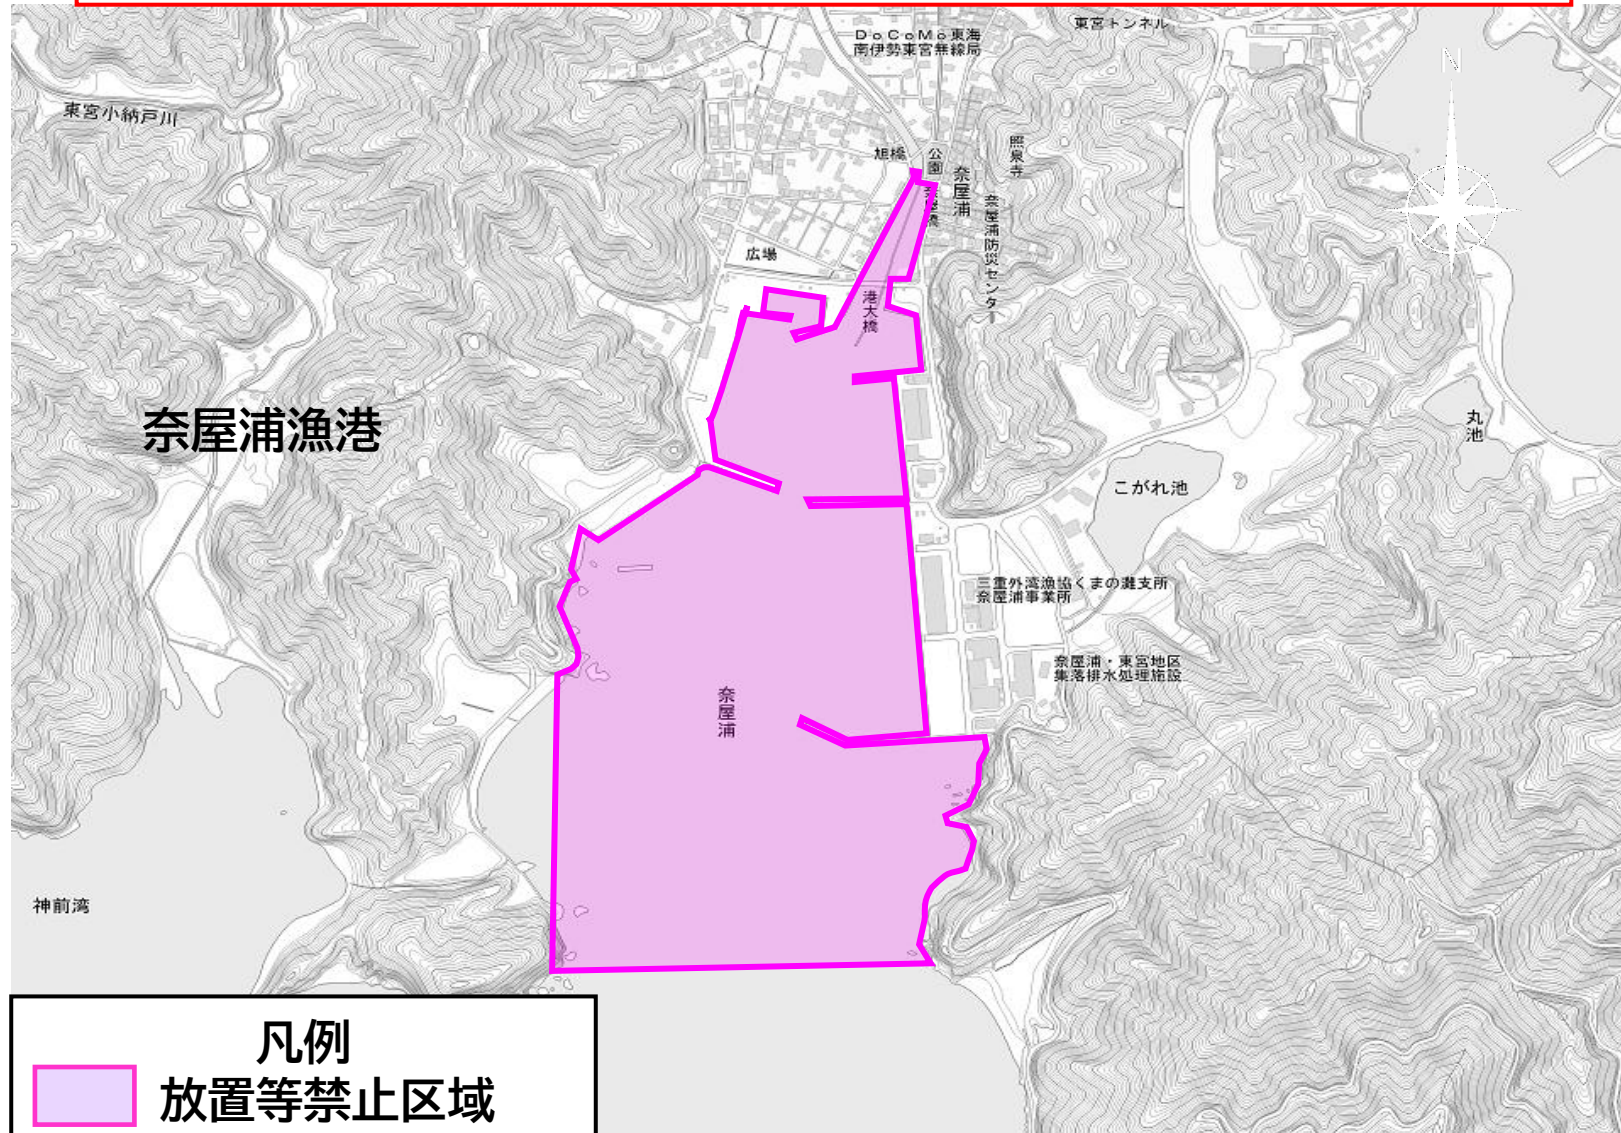 東宮トンネル
DoCoMo東海
南伊勢東宮無線局
東宮小納戸川
N
旭橋
公園
照泉寺
奈屋浦
奈屋橋
奈屋浦防災センター
広場
港大橋
奈屋浦漁港
丸池
こがれ池
三重外湾漁協くまの灘支所
奈屋浦事業所
奈屋浦・東宮地区
集落排水処理施設
奈屋浦
神前湾
凡例
放置等禁止区域